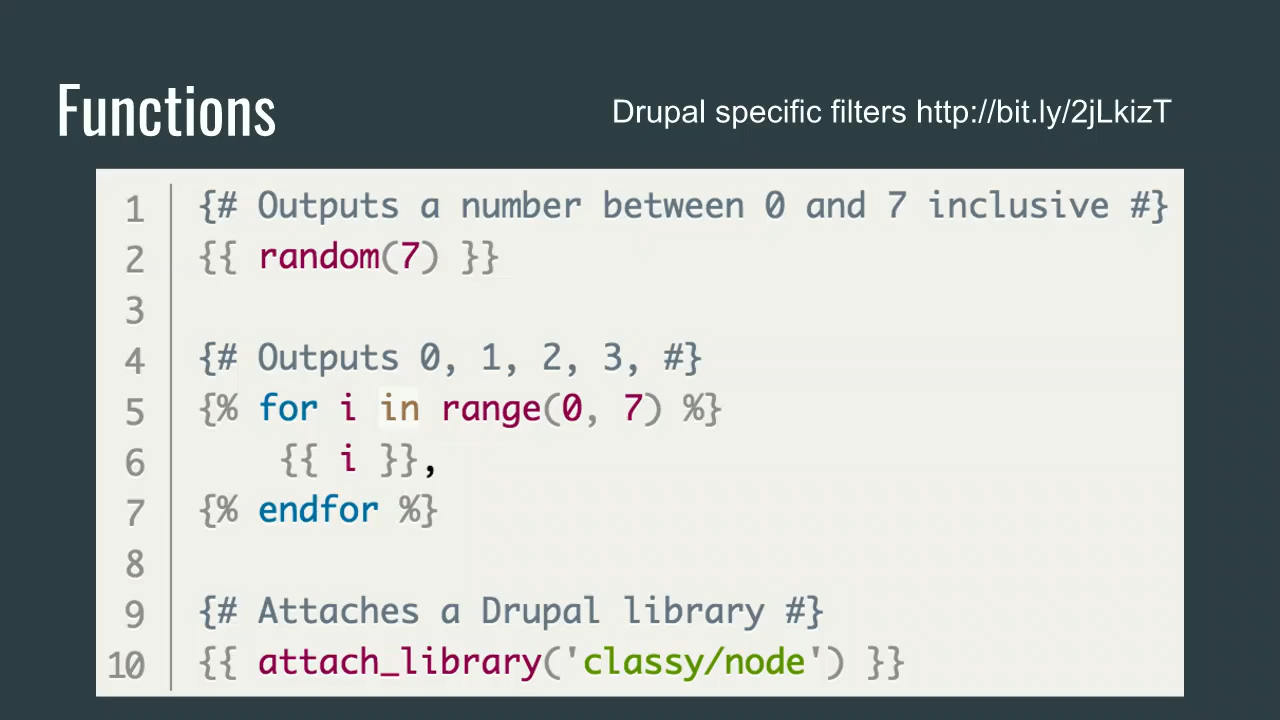 Functions
Drupal specific filters http://bit.ly/2jLkizT
1 {# Outputs a number between 0 and 7 inclusive #}
2 {{ random(7) }}
3
4 {# Outputs 0, 1, 2, 3, #}
5 {% for i in range(0, 7) %}
6     {{ i }},
7 {% endfor %}
8
9 {# Attaches a Drupal library #}
10 {{ attach_library('classy/node') }}